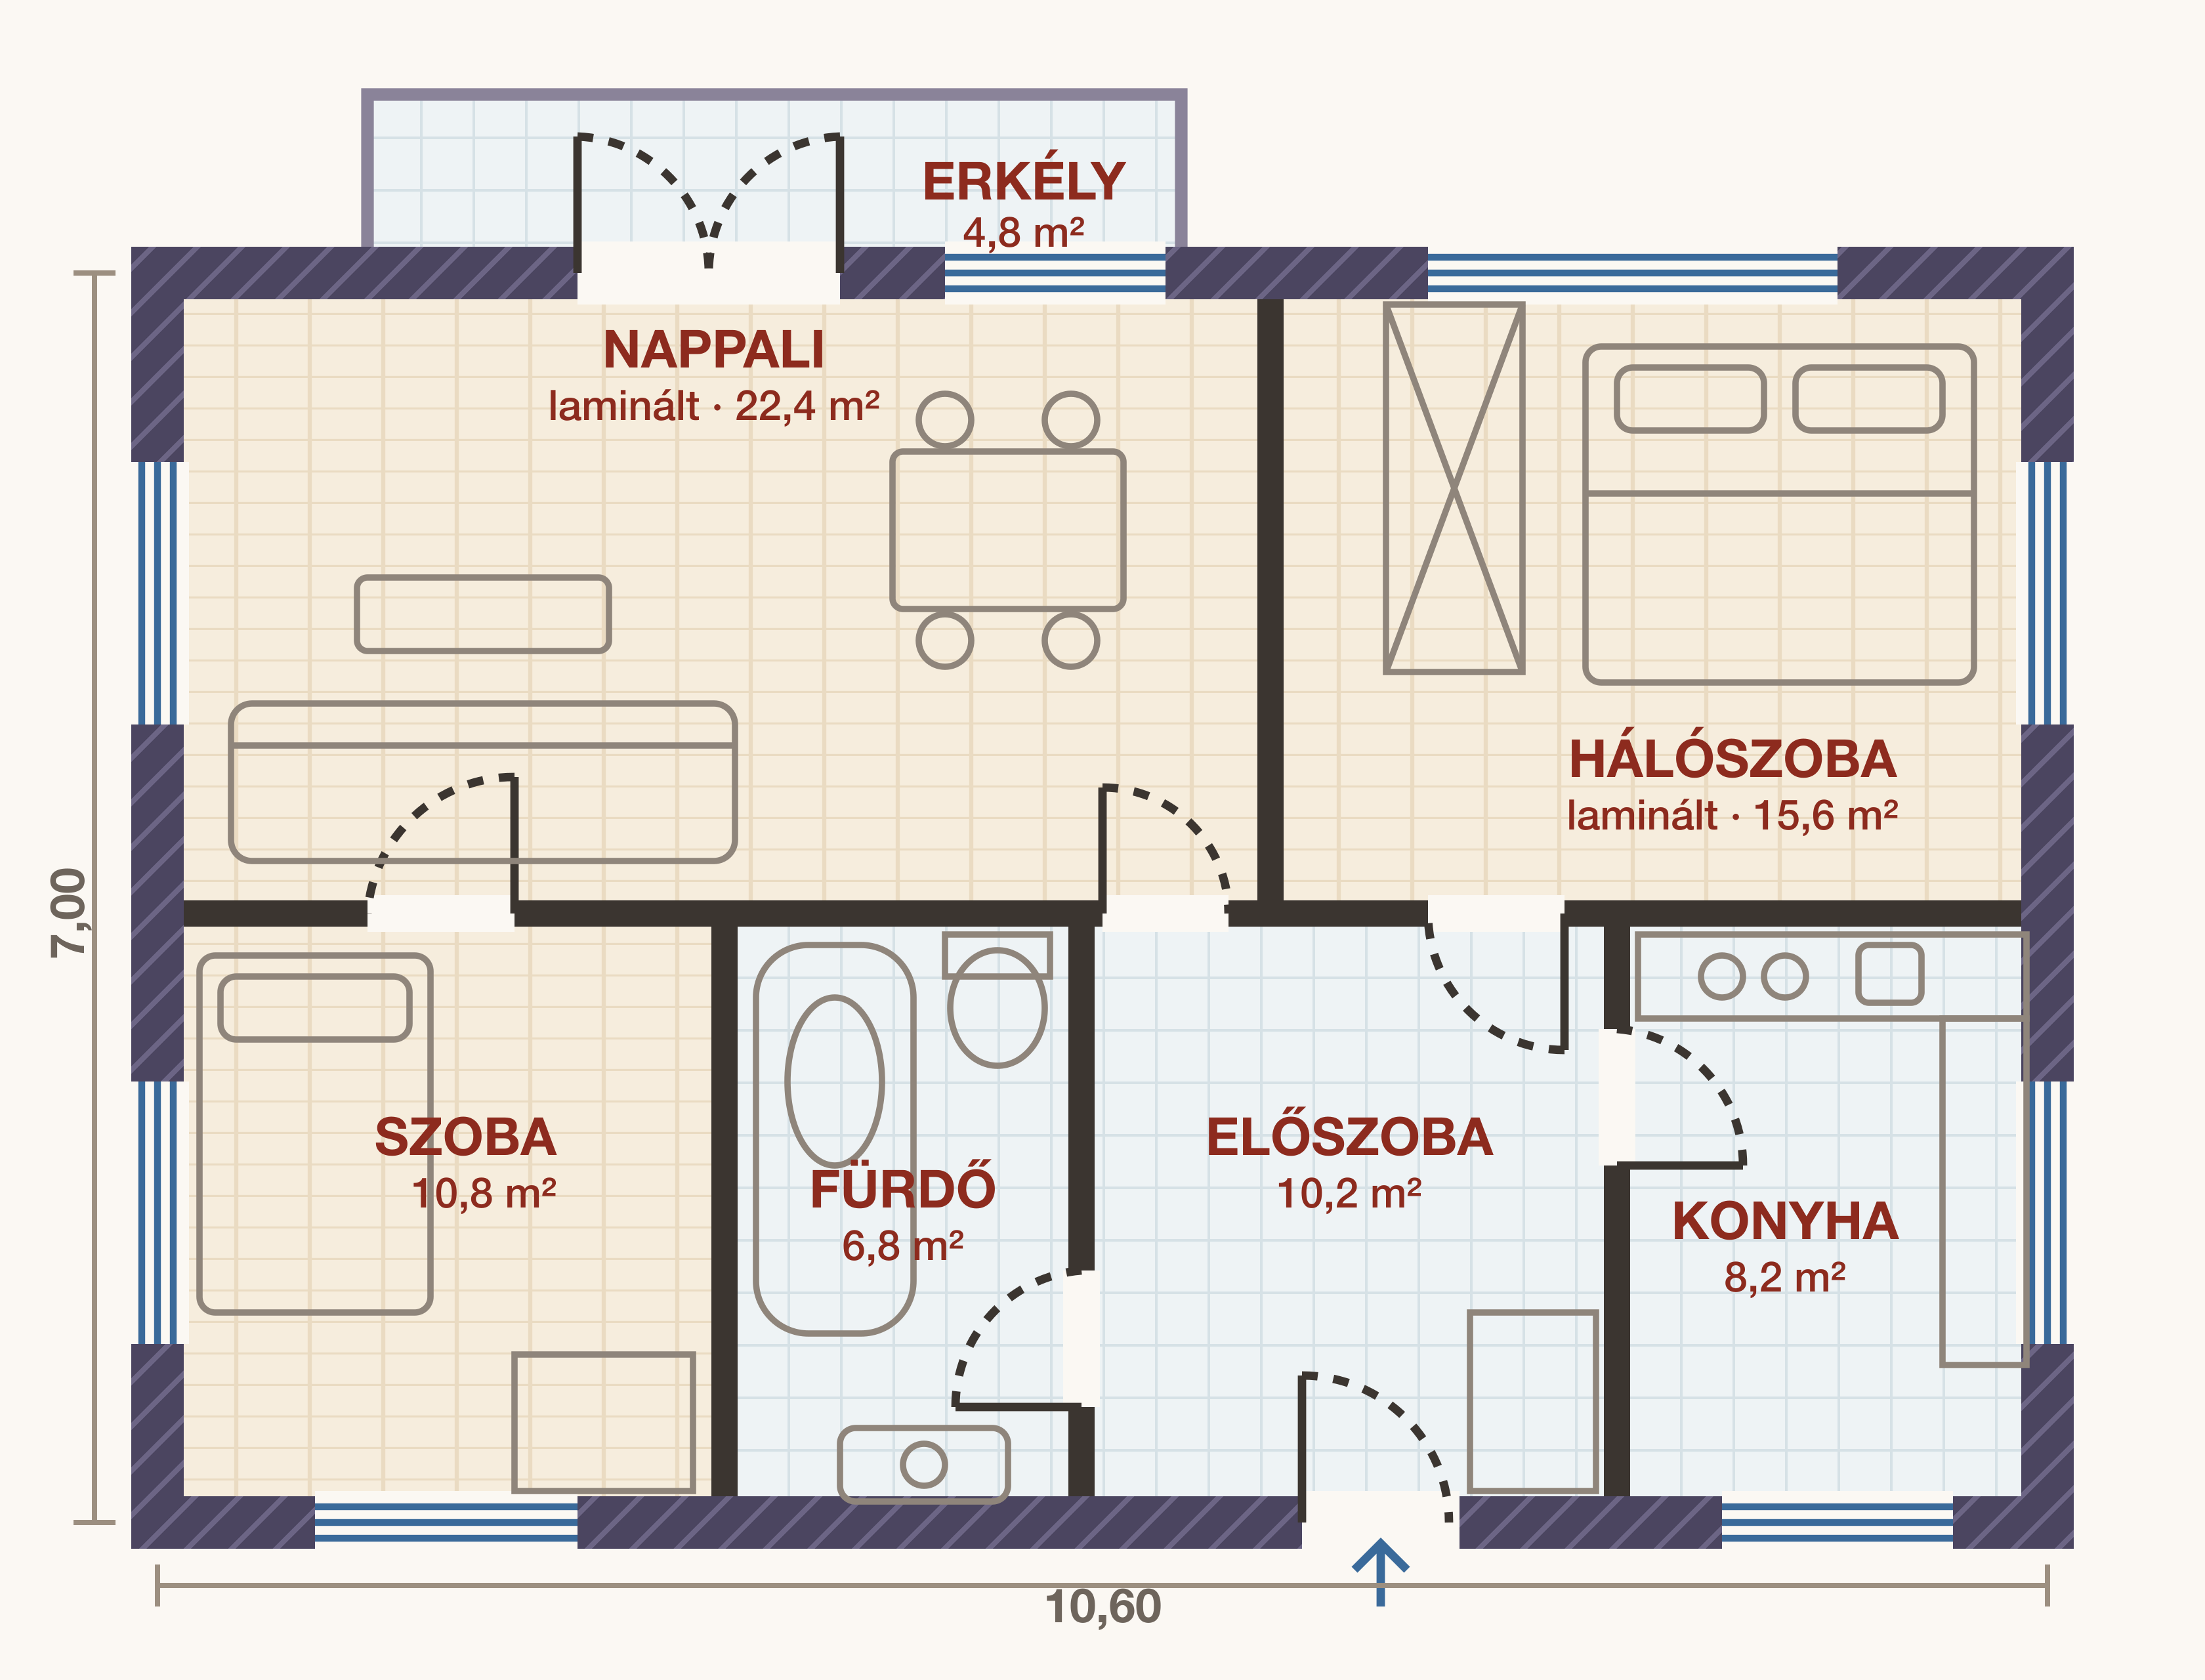 ERKÉLY
4,8 m²
NAPPALI
laminált · 22,4 m²
HÁLÓSZOBA
laminált · 15,6 m²
7,00
SZOBA
10,8 m²
FÜRDŐ
6,8 m²
ELŐSZOBA
10,2 m²
KONYHA
8,2 m²
10,60